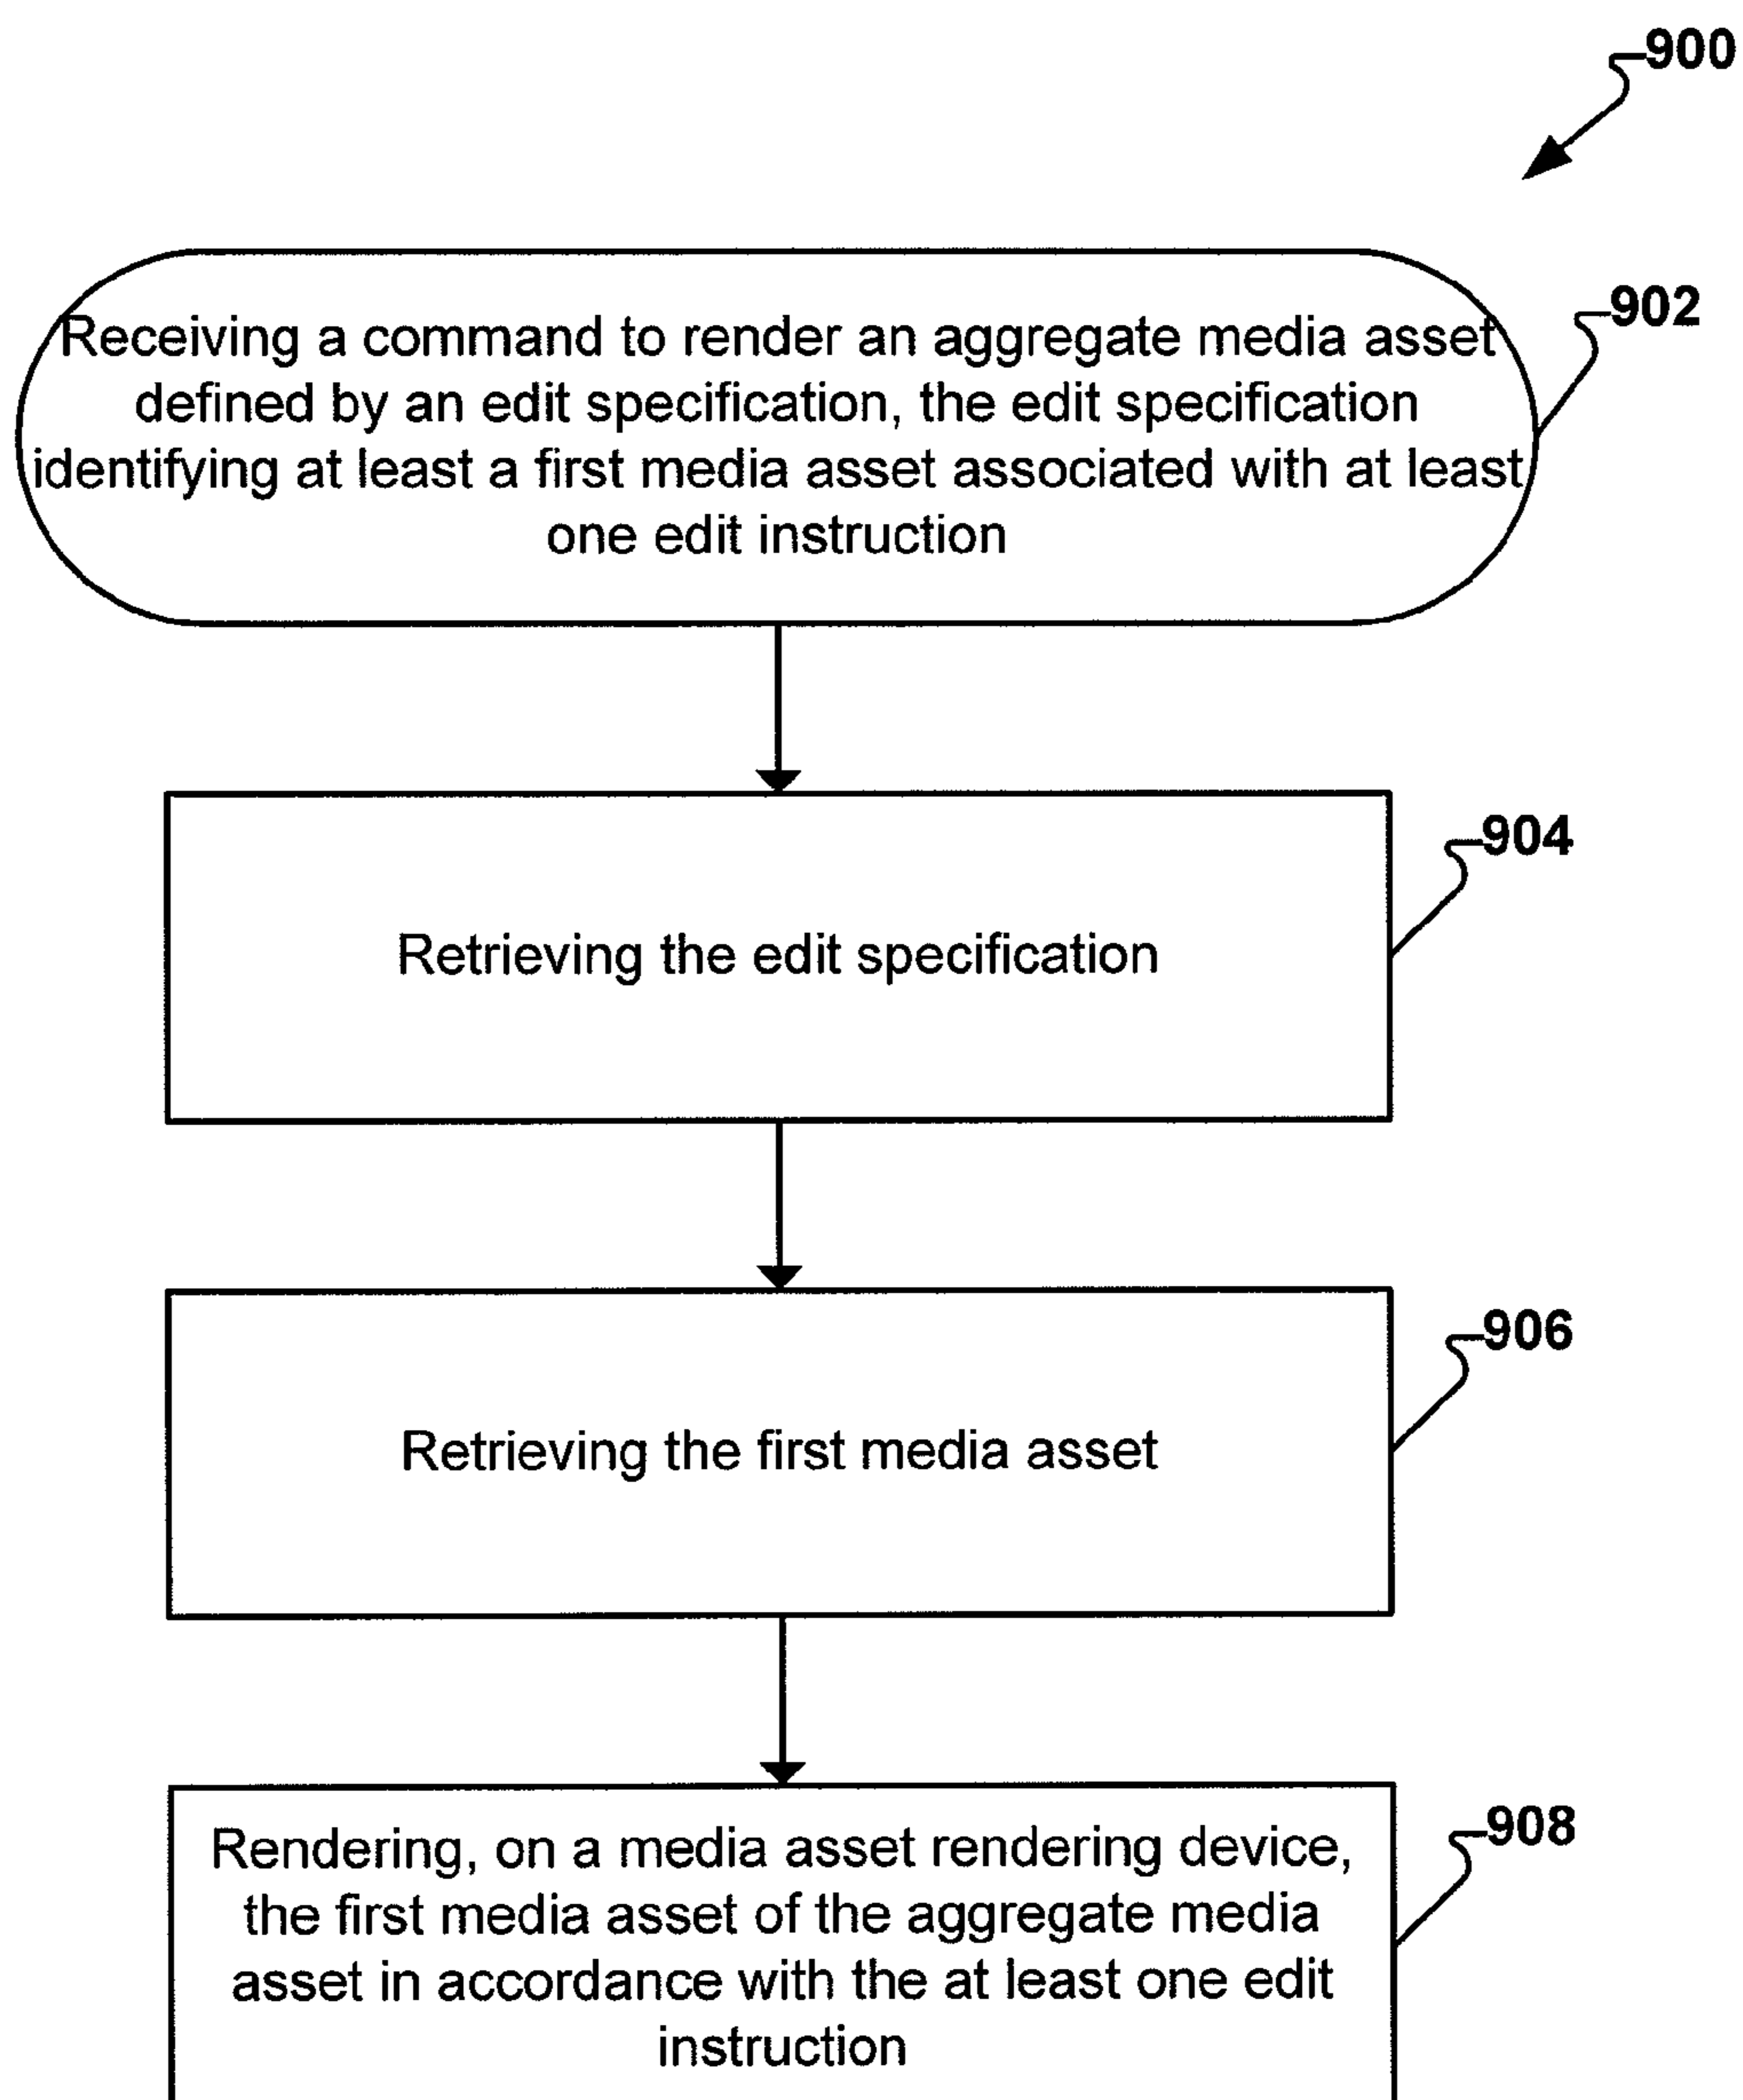 900
902
Receiving a command to render an aggregate media asset
defined by an edit specification, the edit specification
identifying at least a first media asset associated with at least
one edit instruction
904
Retrieving the edit specification
906
Retrieving the first media asset
908
Rendering, on a media asset rendering device,
the first media asset of the aggregate media
asset in accordance with the at least one edit
instruction